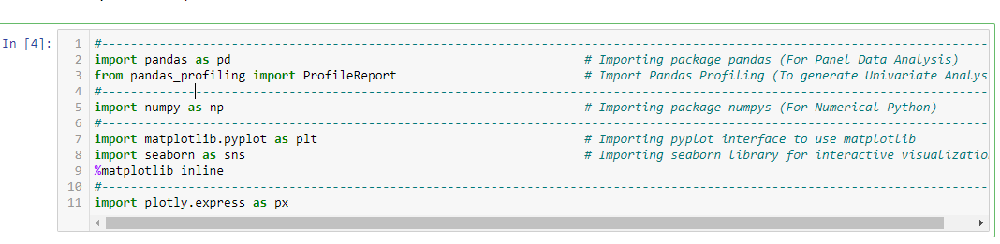 In [4]:
1 #--------------------------------------------------------------------------------------------------------------------------
2 import pandas as pd # Importing package pandas (For Panel Data Analysis)
3 from pandas_profiling import ProfileReport # Import Pandas Profiling (To generate Univariate Analys
4 #--------------------------------------------------------------------------------------------------------------------------
5 import numpy as np # Importing package numpys (For Numerical Python)
6 #--------------------------------------------------------------------------------------------------------------------------
7 import matplotlib.pyplot as plt # Importing pyplot interface to use matplotlib
8 import seaborn as sns # Importing seaborn library for interactive visualizatio
9 %matplotlib inline
10 #--------------------------------------------------------------------------------------------------------------------------
11 import plotly.express as px